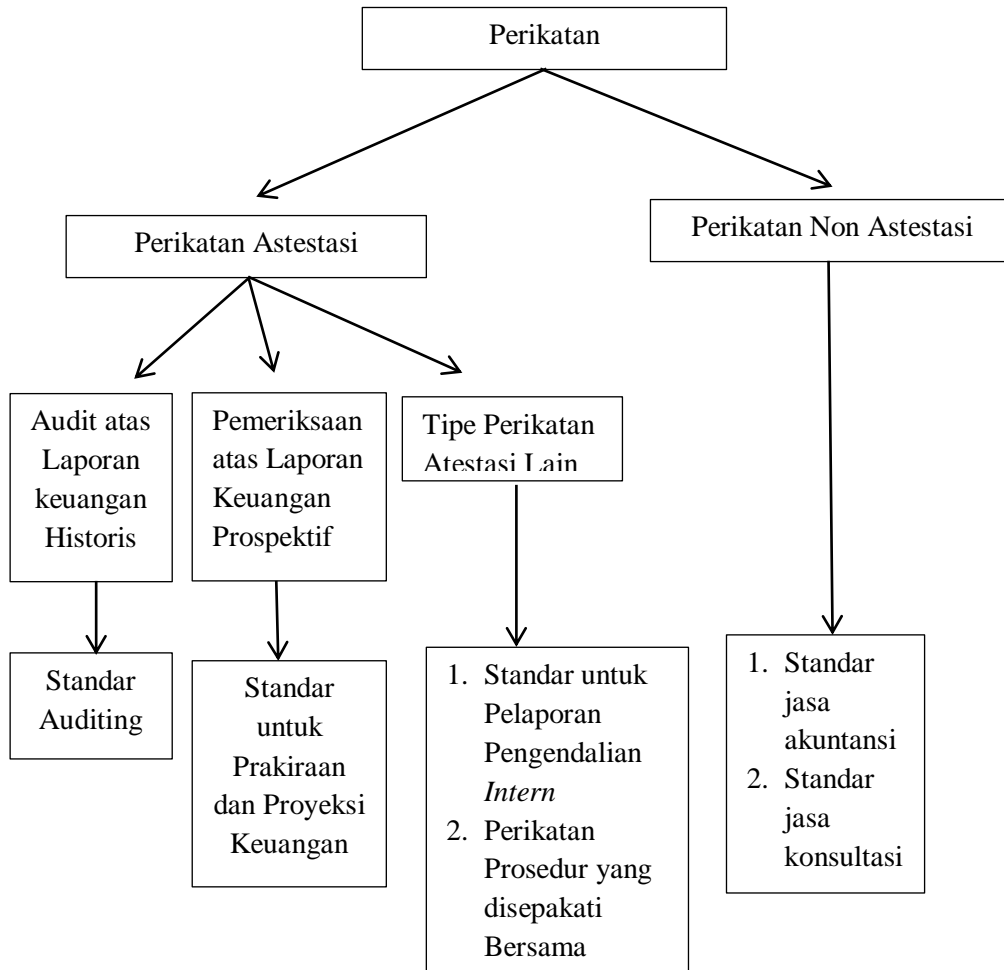 Perikatan
Perikatan Astestasi
Perikatan Non Astestasi
Audit atas
Laporan
keuangan
Historis
Pemeriksaan
atas Laporan
Keuangan
Prospektif
Tipe Perikatan
Atestasi Lain
Standar
Auditing
Standar
untuk
Prakiraan
dan Proyeksi
Keuangan
1. Standar untuk
Pelaporan
Pengendalian
Intern
2. Perikatan
Prosedur yang
disepakati
Bersama
1. Standar
jasa
akuntansi
2. Standar
jasa
konsultasi